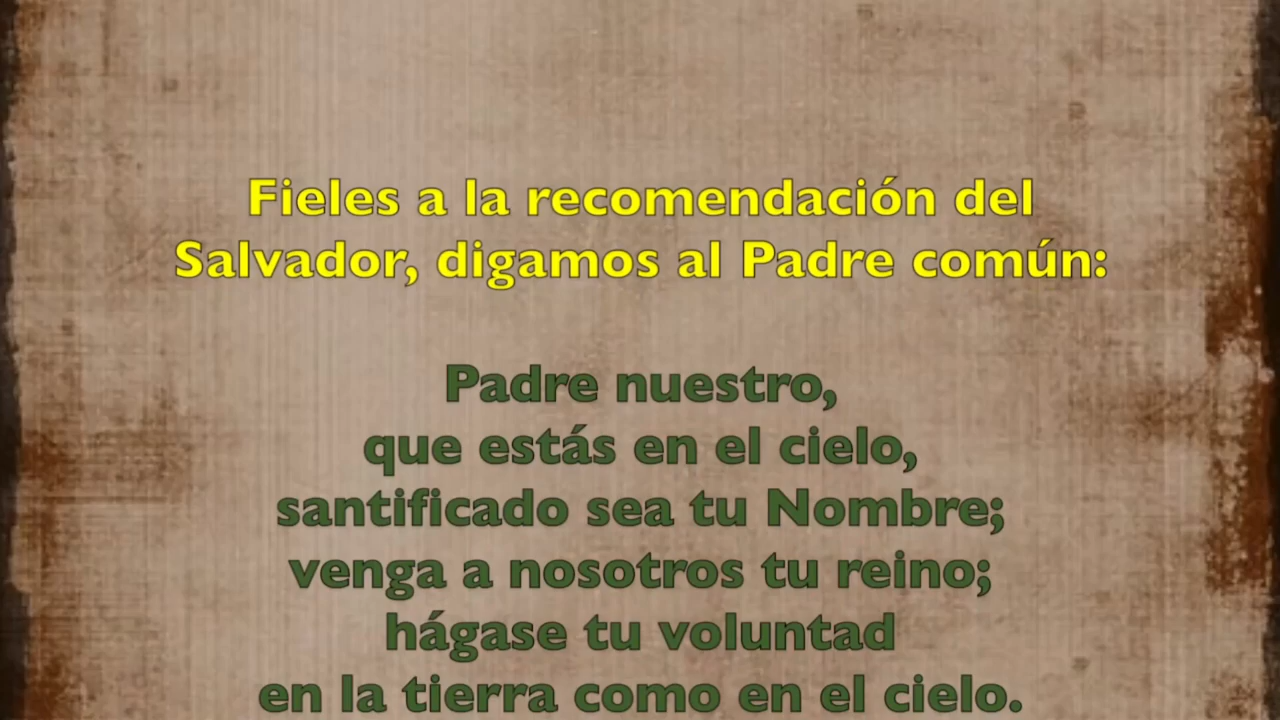 Fieles a la recomendación del
Salvador, digamos al Padre común:
Padre nuestro,
que estás en el cielo,
santificado sea tu Nombre;
venga a nosotros tu reino;
hágase tu voluntad
en la tierra como en el cielo.